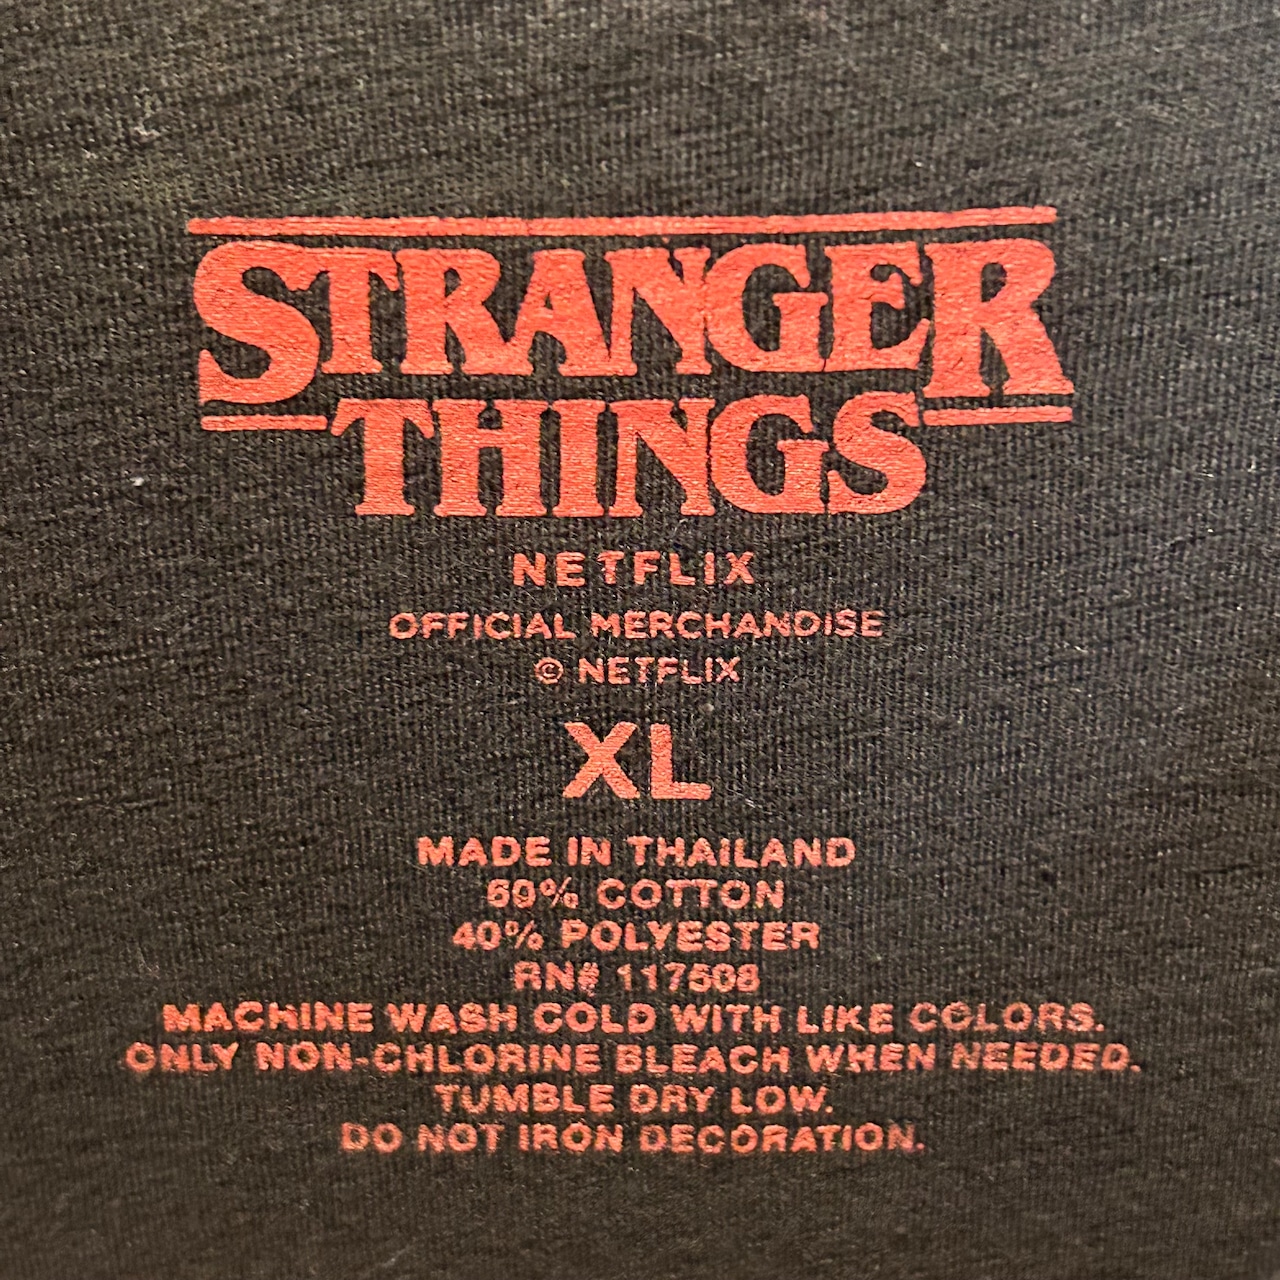 STRANGER
THINGS
NETFLIX
OFFICIAL MERCHANDISE
© NETFLIX
XL
MADE IN THAILAND
60% COTTON
40% POLYESTER
RN# 117508
MACHINE WASH COLD WITH LIKE COLORS.
ONLY NON-CHLORINE BLEACH WHEN NEEDED.
TUMBLE DRY LOW.
DO NOT IRON DECORATION.